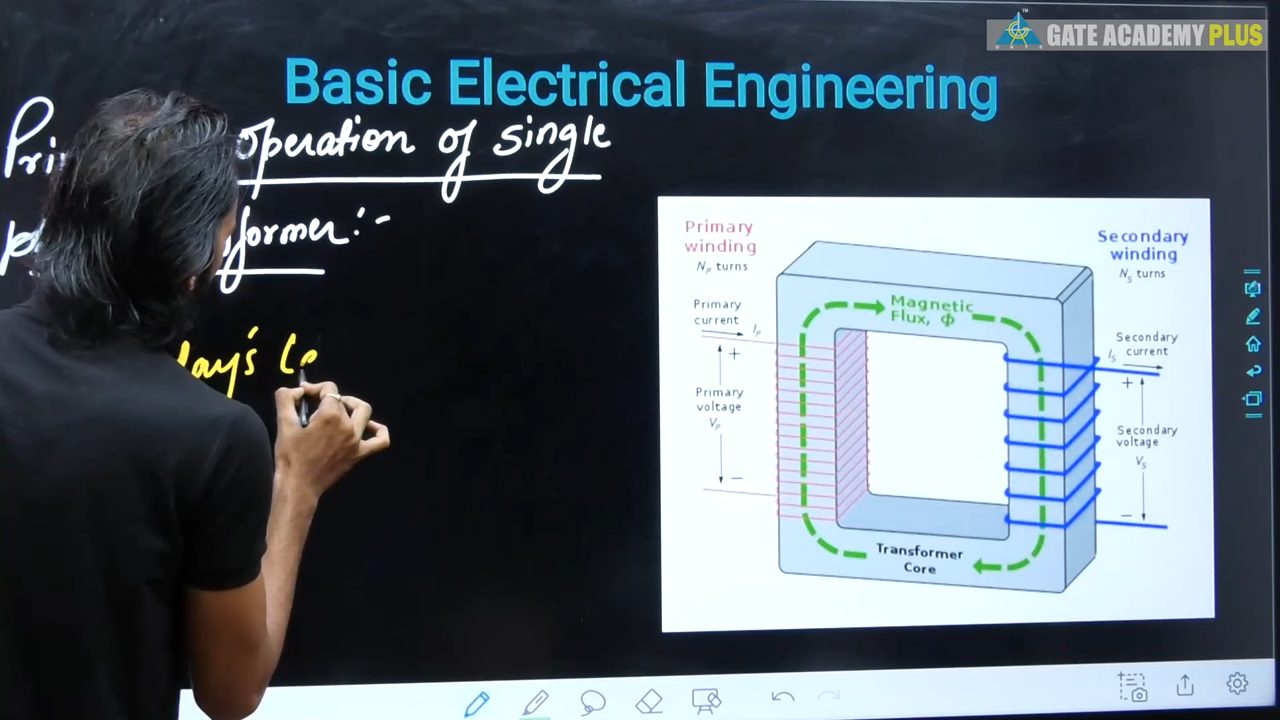 GATE ACADEMY PLUS
Basic Electrical Engineering
operation of single
Primary
winding
Nₚ turns
Primary
current
Iₚ
+
Primary
voltage
Vₚ
−
Magnetic
Flux, Φ
Transformer
Core
Secondary
winding
Nₛ turns
Secondary
current
Iₛ
+
Secondary
voltage
Vₛ
−